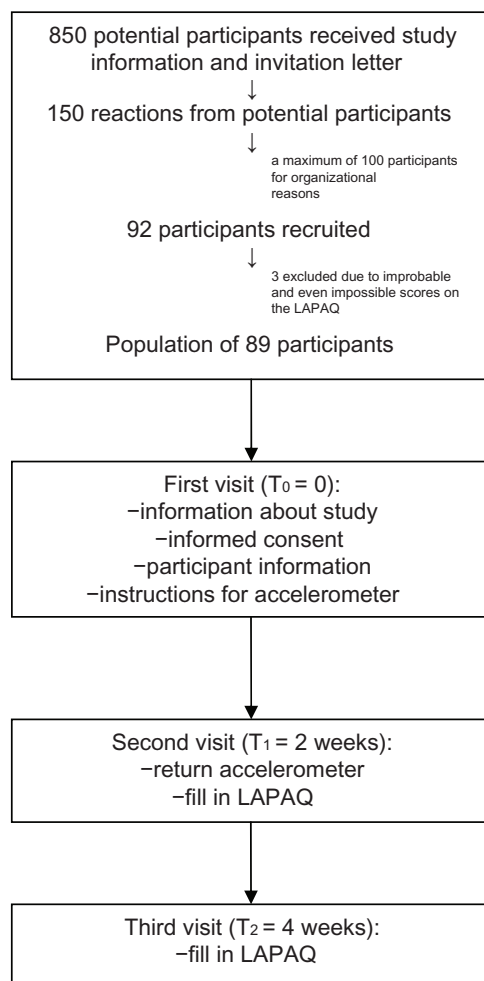 850 potential participants received study
information and invitation letter
↓
150 reactions from potential participants
↓
a maximum of 100 participants
for organizational
reasons
92 participants recruited
↓
3 excluded due to improbable
and even impossible scores on
the LAPAQ
Population of 89 participants
First visit (T₀ = 0):
−information about study
−informed consent
−participant information
−instructions for accelerometer
Second visit (T₁ = 2 weeks):
−return accelerometer
−fill in LAPAQ
Third visit (T₂ = 4 weeks):
−fill in LAPAQ